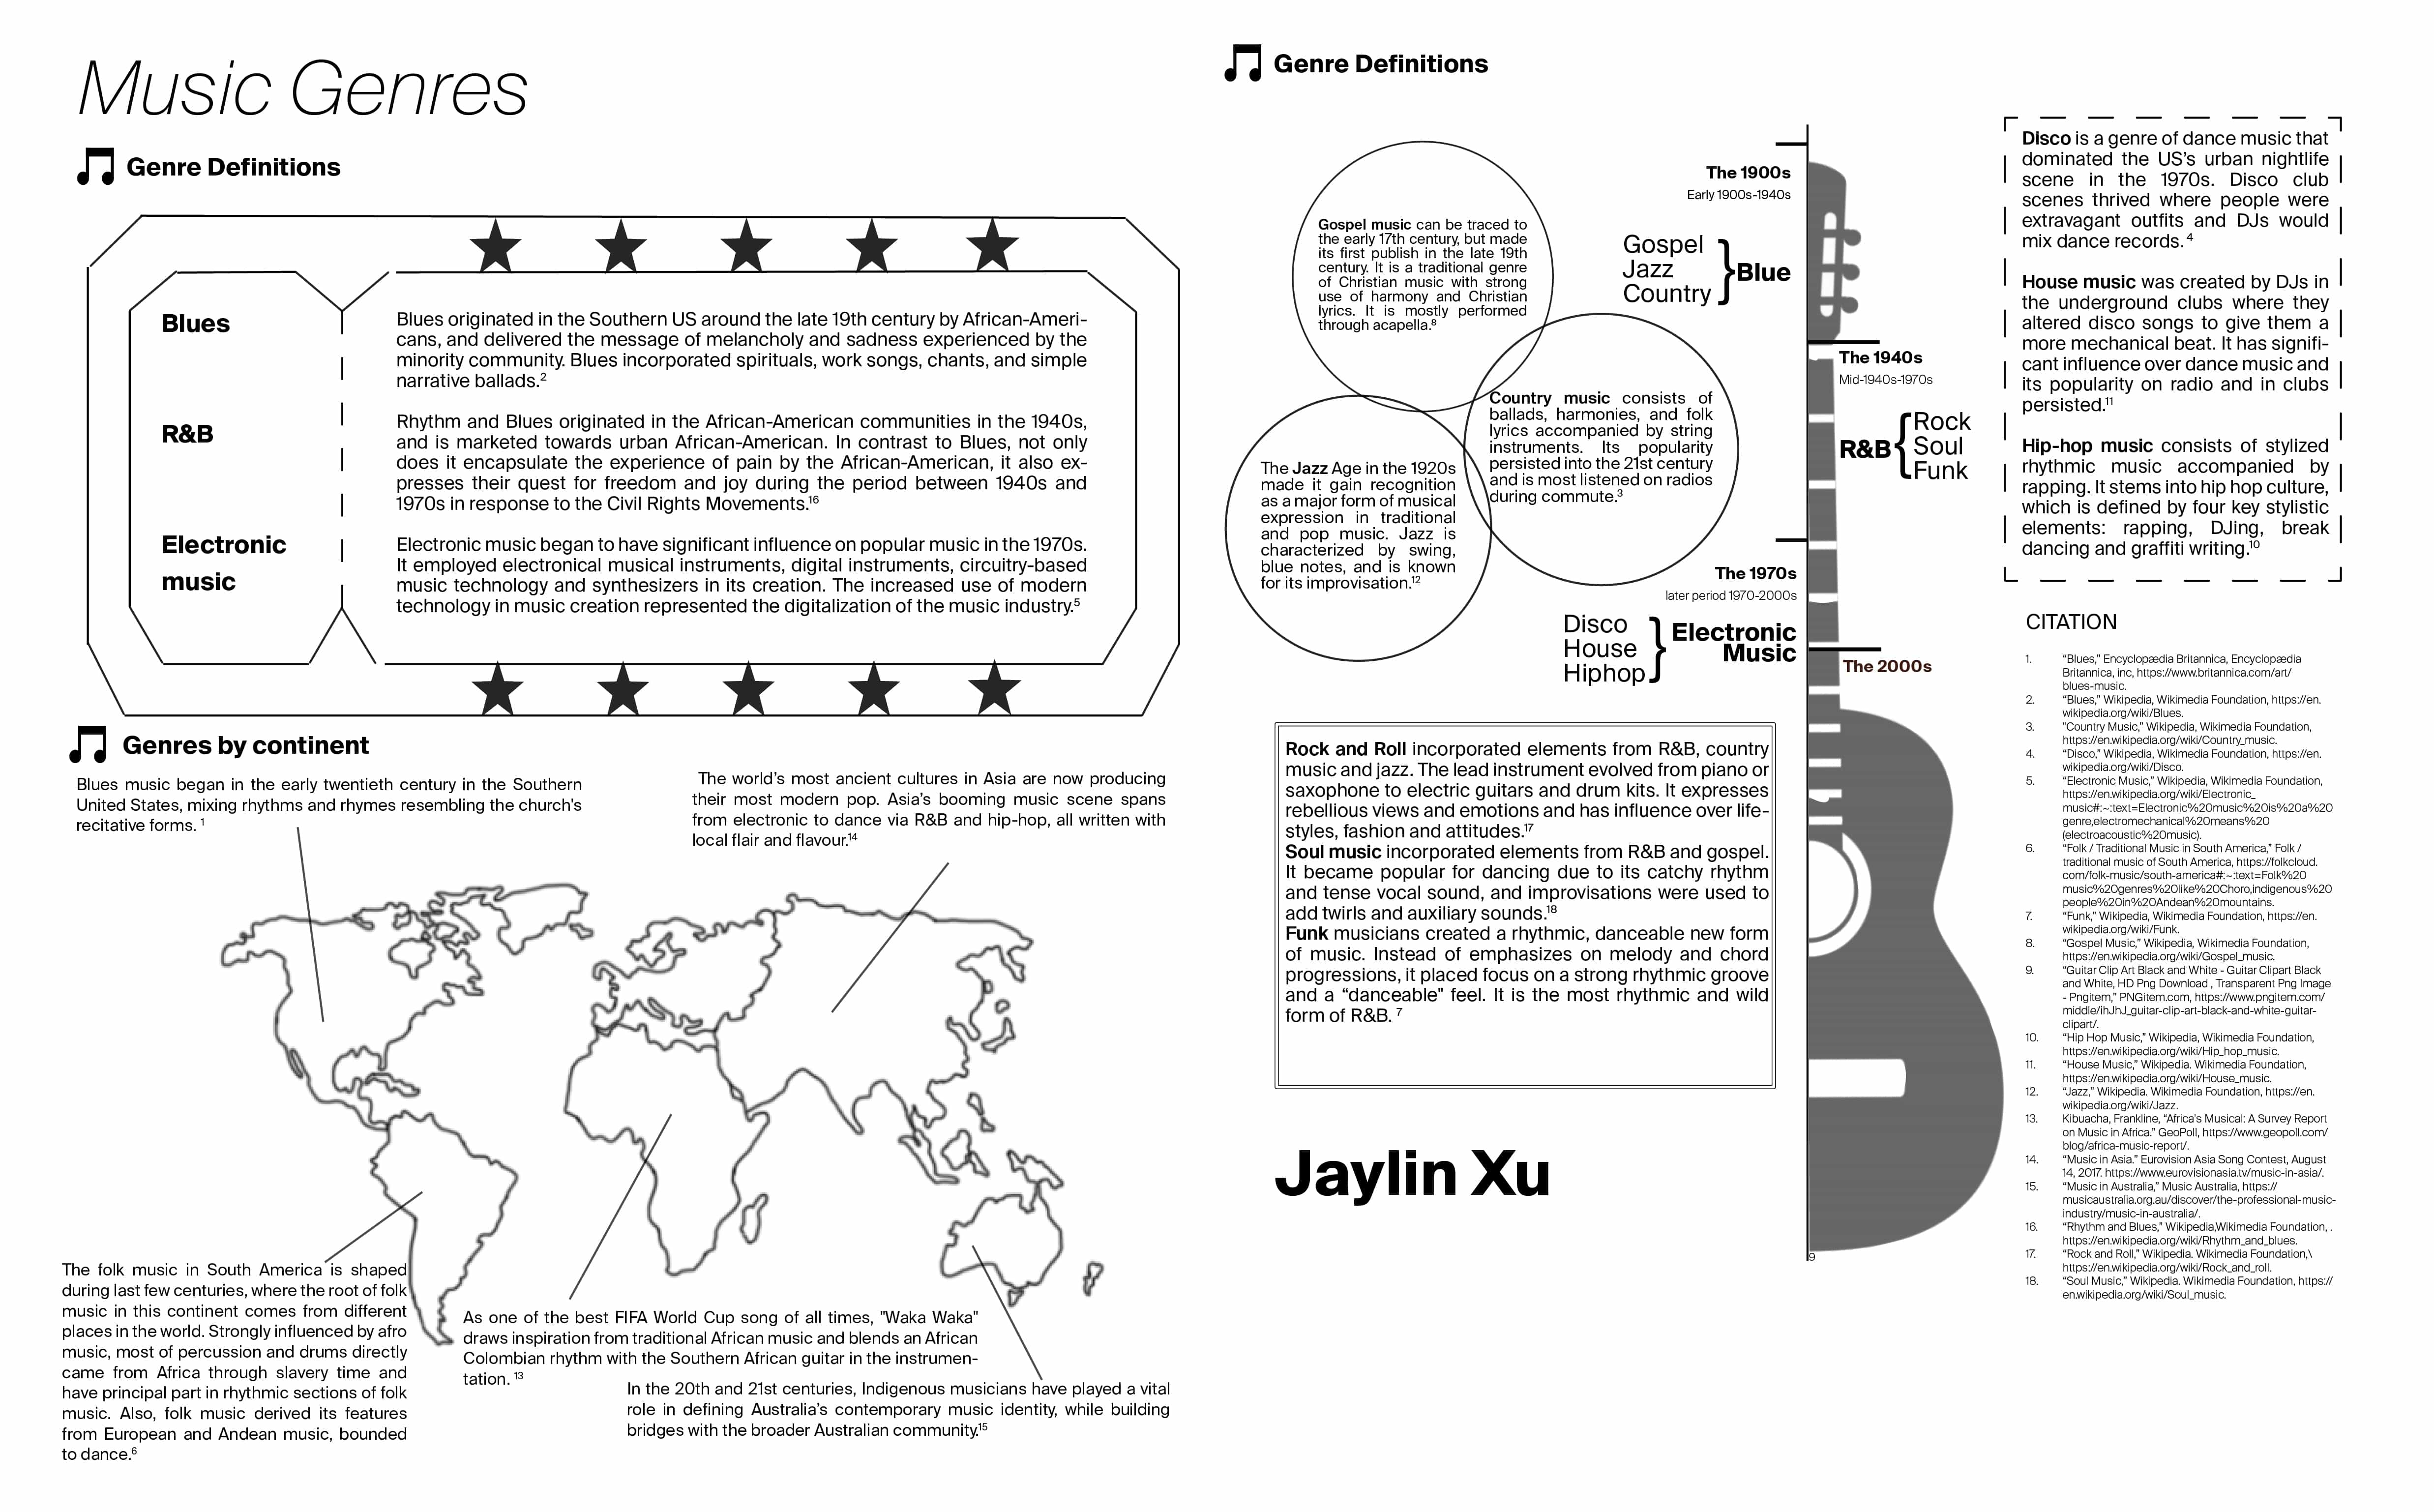 Music Genres
Genre Definitions
Blues
Blues originated in the Southern US around the late 19th century by African-Ameri-
cans, and delivered the message of melancholy and sadness experienced by the
minority community. Blues incorporated spirituals, work songs, chants, and simple
narrative ballads.2
R&B
Rhythm and Blues originated in the African-American communities in the 1940s,
and is marketed towards urban African-American. In contrast to Blues, not only
does it encapsulate the experience of pain by the African-American, it also ex-
presses their quest for freedom and joy during the period between 1940s and
1970s in response to the Civil Rights Movements.16
Electronic
music
Electronic music began to have significant influence on popular music in the 1970s.
It employed electronical musical instruments, digital instruments, circuitry-based
music technology and synthesizers in its creation. The increased use of modern
technology in music creation represented the digitalization of the music industry.5
Genres by continent
Blues music began in the early twentieth century in the Southern
United States, mixing rhythms and rhymes resembling the church's
recitative forms. 1
The world's most ancient cultures in Asia are now producing
their most modern pop. Asia's booming music scene spans
from electronic to dance via R&B and hip-hop, all written with
local flair and flavour.14
The folk music in South America is shaped
during last few centuries, where the root of folk
music in this continent comes from different
places in the world. Strongly influenced by afro
music, most of percussion and drums directly
came from Africa through slavery time and
have principal part in rhythmic sections of folk
music. Also, folk music derived its features
from European and Andean music, bounded
to dance.6
As one of the best FIFA World Cup song of all times, "Waka Waka"
draws inspiration from traditional African music and blends an African
Colombian rhythm with the Southern African guitar in the instrumen-
tation. 13
In the 20th and 21st centuries, Indigenous musicians have played a vital
role in defining Australia's contemporary music identity, while building
bridges with the broader Australian community.15
Genre Definitions
Gospel music can be traced to
the early 17th century, but made
its first publish in the late 19th
century. It is a traditional genre
of Christian music with strong
use of harmony and Christian
lyrics. It is mostly performed
through acapella.8
Country music consists of
ballads, harmonies, and folk
lyrics accompanied by string
instruments. Its popularity
persisted into the 21st century
and is most listened on radios
during commute.3
The Jazz Age in the 1920s
made it gain recognition
as a major form of musical
expression in traditional
and pop music. Jazz is
characterized by swing,
blue notes, and is known
for its improvisation.12
The 1900s
Early 1900s-1940s
Gospel
Jazz
Country
Blue
The 1940s
Mid-1940s-1970s
R&B
Rock
Soul
Funk
The 1970s
later period 1970-2000s
Disco
House
Hiphop
Electronic
Music
The 2000s
9
Rock and Roll incorporated elements from R&B, country
music and jazz. The lead instrument evolved from piano or
saxophone to electric guitars and drum kits. It expresses
rebellious views and emotions and has influence over life-
styles, fashion and attitudes.17
Soul music incorporated elements from R&B and gospel.
It became popular for dancing due to its catchy rhythm
and tense vocal sound, and improvisations were used to
add twirls and auxiliary sounds.18
Funk musicians created a rhythmic, danceable new form
of music. Instead of emphasizes on melody and chord
progressions, it placed focus on a strong rhythmic groove
and a "danceable" feel. It is the most rhythmic and wild
form of R&B. 7
Jaylin Xu
Disco is a genre of dance music that
dominated the US's urban nightlife
scene in the 1970s. Disco club
scenes thrived where people were
extravagant outfits and DJs would
mix dance records. 4
House music was created by DJs in
the underground clubs where they
altered disco songs to give them a
more mechanical beat. It has signifi-
cant influence over dance music and
its popularity on radio and in clubs
persisted.11
Hip-hop music consists of stylized
rhythmic music accompanied by
rapping. It stems into hip hop culture,
which is defined by four key stylistic
elements: rapping, DJing, break
dancing and graffiti writing.10
CITATION
1. "Blues," Encyclopædia Britannica, Encyclopædia
Britannica, Inc, https://www.britannica.com/art/
blues-music.
2. "Blues," Wikipedia, Wikimedia Foundation, https://en.
wikipedia.org/wiki/Blues.
3. "Country Music," Wikipedia, Wikimedia Foundation,
https://en.wikipedia.org/wiki/Country_music.
4. "Disco," Wikipedia, Wikimedia Foundation, https://en.
wikipedia.org/wiki/Disco.
5. "Electronic Music," Wikipedia, Wikimedia Foundation
https://en.wikipedia.org/wiki/Electronic_
music#:~:text=Electronic%20music%20is%20a%20
genre,electromechanical%20means%20
(electroacoustic%20music).
6. "Folk / Traditional Music in South America," Folk /
traditional music of South America, https://folkcloud.
com/folk-music/south-america#:~:text=Folk%20
music%20genres%20like%20Choro,indigenous%20
people%20in%20Andean%20mountains.
7. "Funk," Wikipedia, Wikimedia Foundation, https://en.
wikipedia.org/wiki/Funk.
8. "Gospel Music," Wikipedia, Wikimedia Foundation,
https://en.wikipedia.org/wiki/Gospel_music.
9. "Guitar Clip Art Black and White - Guitar Clipart Black
and White, HD Png Download , Transparent Png Image
- Pngitem," PNGitem.com, https://www.pngitem.com/
middle/ihJhJ_guitar-clip-art-black-and-white-guitar-
clipart/.
10. "Hip Hop Music," Wikipedia, Wikimedia Foundation,
https://en.wikipedia.org/wiki/Hip_hop_music.
11. "House Music," Wikipedia. Wikimedia Foundation,
https://en.wikipedia.org/wiki/House_music.
12. "Jazz," Wikipedia. Wikimedia Foundation, https://en.
wikipedia.org/wiki/Jazz.
13. Kibuacha, Frankline, "Africa's Musical: A Survey Report
on Music in Africa." GeoPoll, https://www.geopoll.com/
blog/africa-music-report/.
14. "Music in Asia." Eurovision Asia Song Contest, August
14, 2017. https://www.eurovisionasia.tv/music-in-asia/.
15. "Music in Australia," Music Australia, https://
musicaustralia.org.au/discover/the-professional-music-
industry/music-in-australia/.
16. "Rhythm and Blues," Wikipedia,Wikimedia Foundation, .
https://en.wikipedia.org/wiki/Rhythm_and_blues.
17. "Rock and Roll," Wikipedia. Wikimedia Foundation,\
https://en.wikipedia.org/wiki/Rock_and_roll.
18. "Soul Music," Wikipedia. Wikimedia Foundation, https://
en.wikipedia.org/wiki/Soul_music.